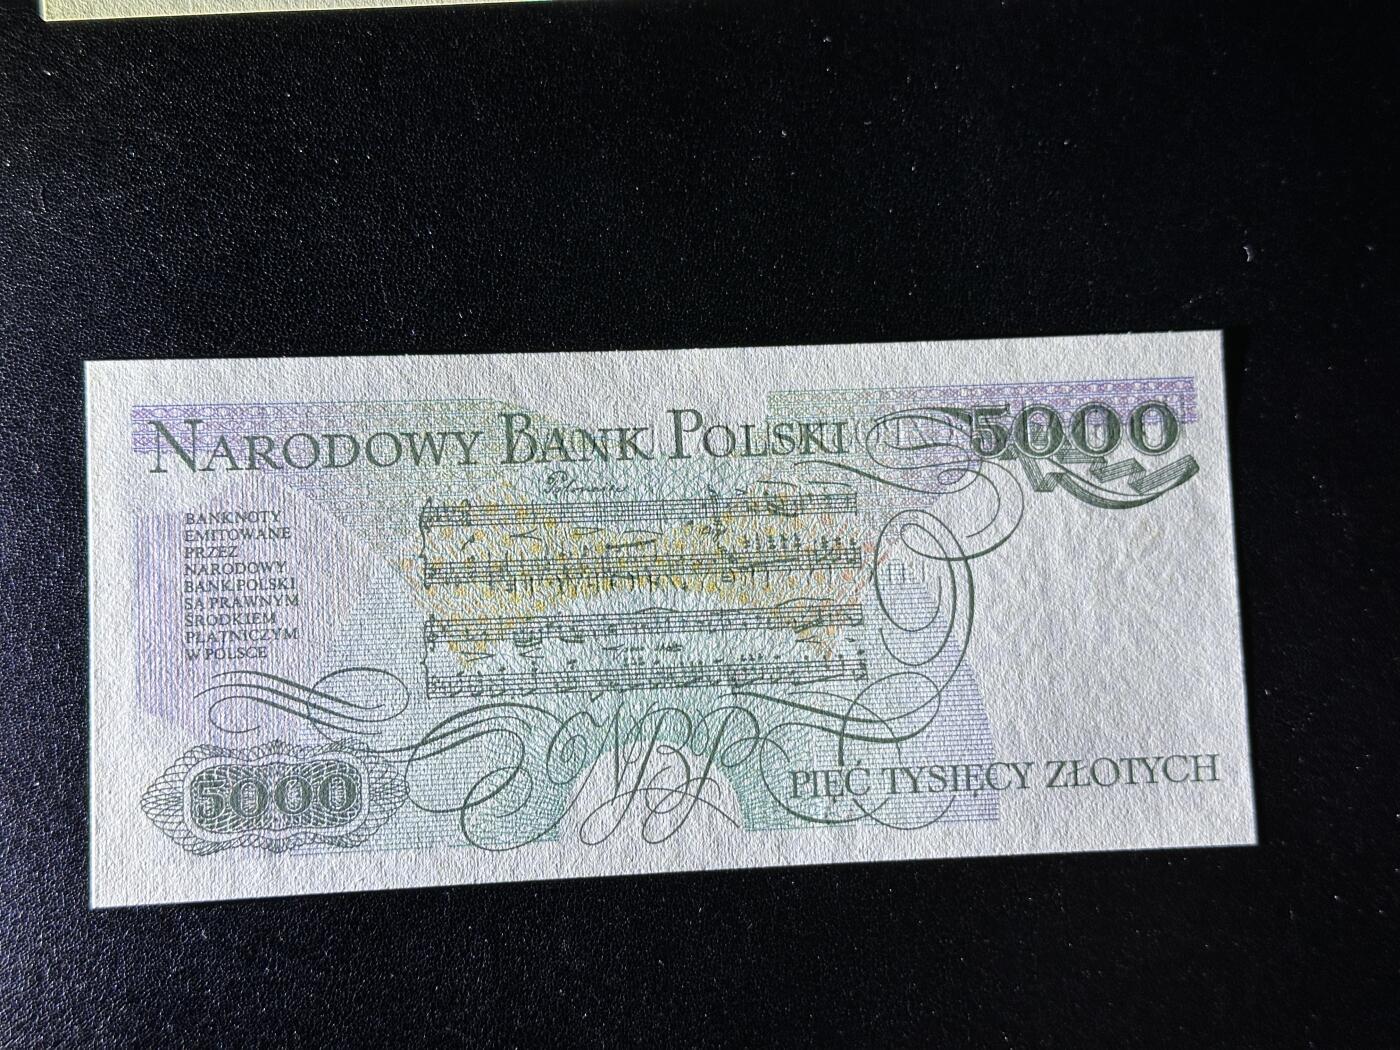 NARODOWY BANK POLSKI
5000
BANKNOTY
EMITOWANE
PRZEZ
NARODOWY
BANK POLSKI
SĄ PRAWNYM
ŚRODKIEM
PŁATNICZYM
W POLSCE
NBP
5000
PIĘĆ TYSIĘCY ZŁOTYCH